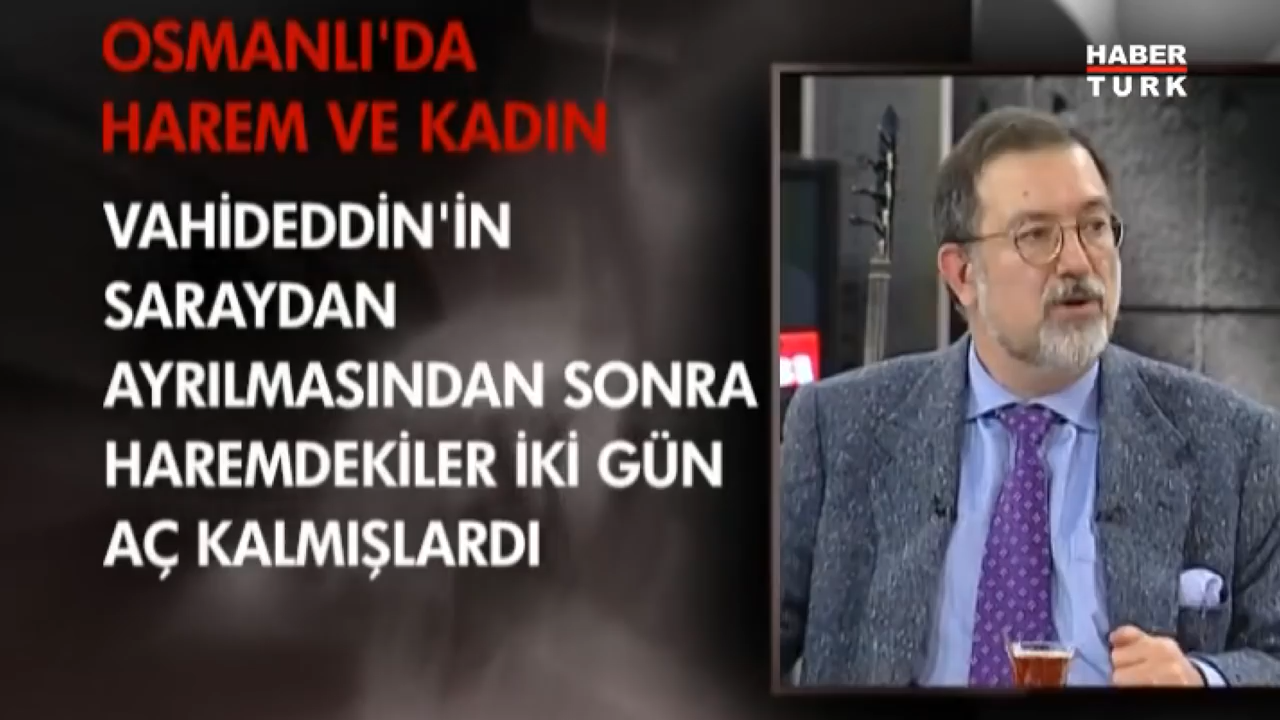 OSMANLI'DA
HAREM VE KADIN
VAHİDEDDİN'İN
SARAYDAN
AYRILMASINDAN SONRA
HAREMDEKİLER İKİ GÜN
AÇ KALMIŞLARDI
HABER
TURK